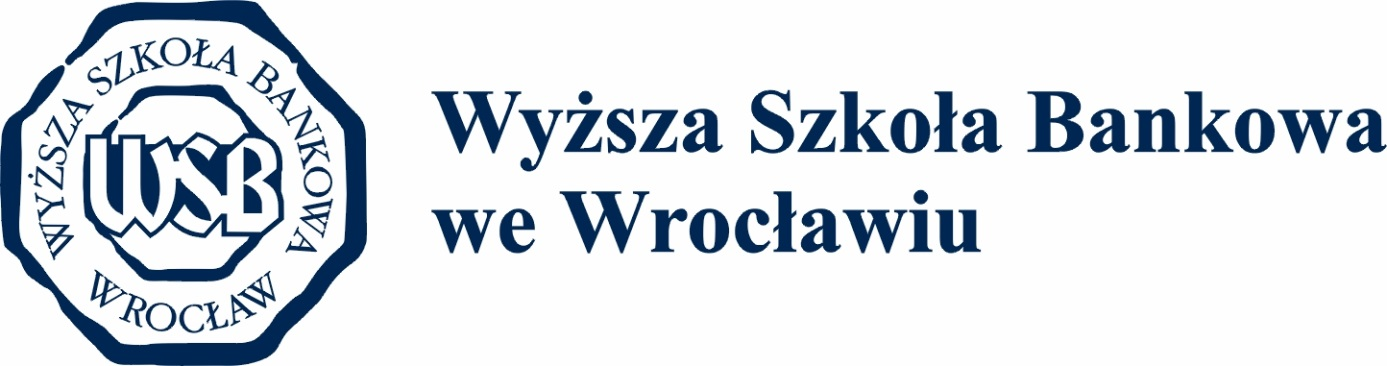 WYŻSZA SZKOŁA BANKOWA
WSB
WROCŁAW
Wyższa Szkoła Bankowa
we Wrocławiu